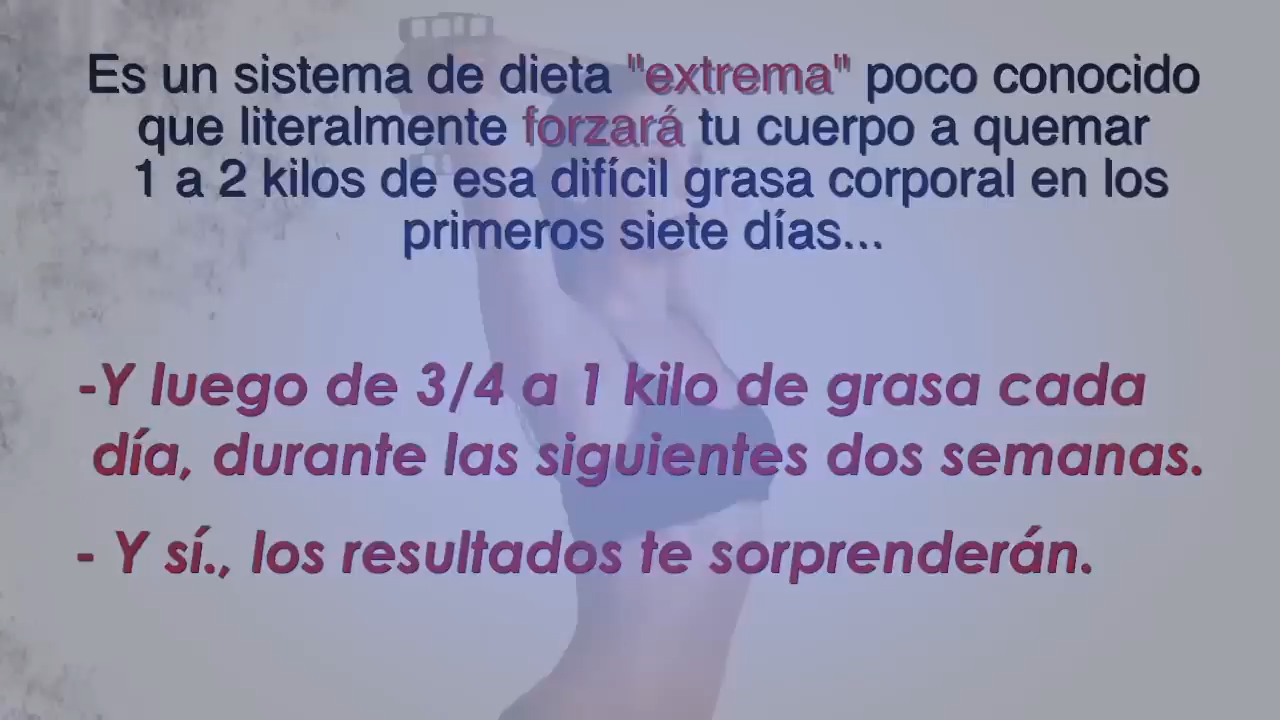 Es un sistema de dieta "extrema" poco conocido
que literalmente forzará tu cuerpo a quemar
1 a 2 kilos de esa difícil grasa corporal en los
primeros siete días...
-Y luego de 3/4 a 1 kilo de grasa cada
día, durante las siguientes dos semanas.
- Y sí., los resultados te sorprenderán.